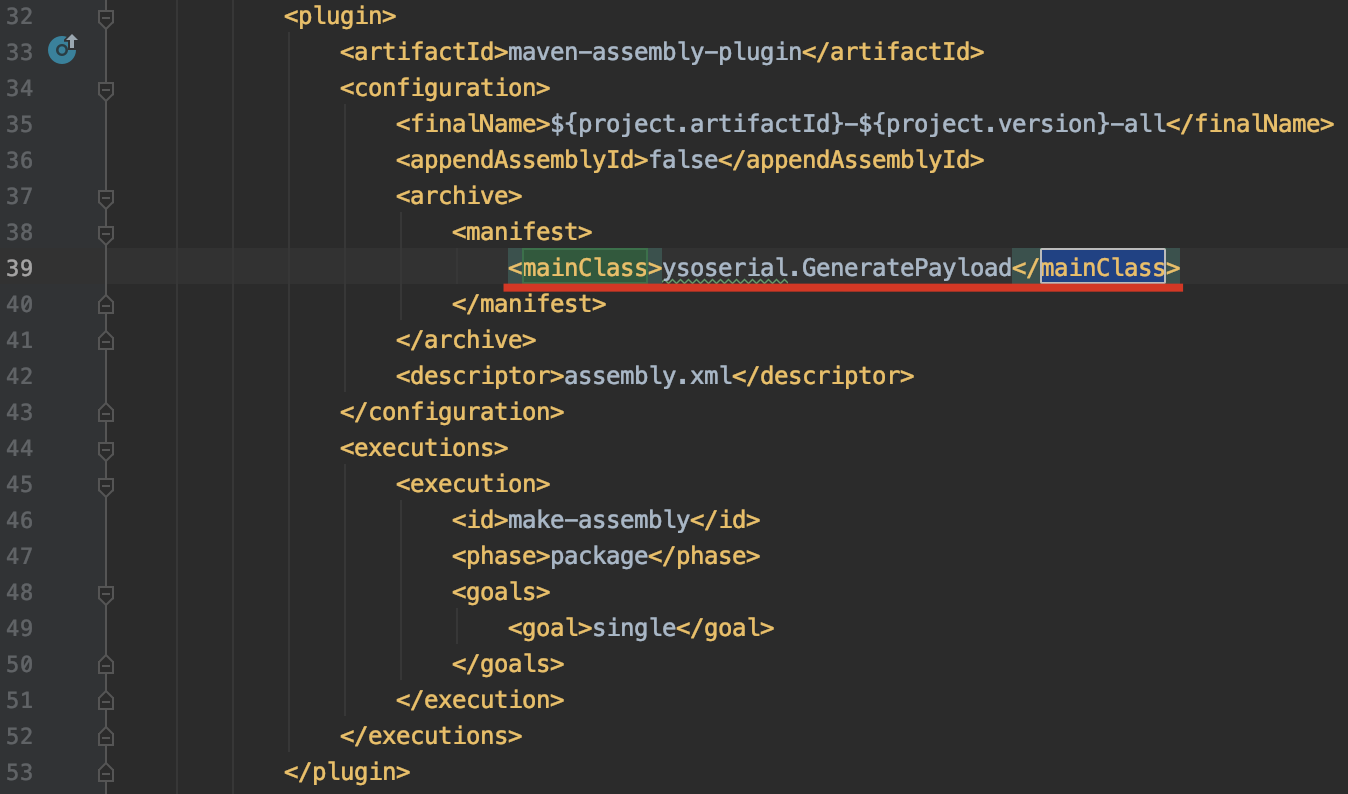 32 <plugin>
33 <artifactId>maven-assembly-plugin</artifactId>
34 <configuration>
35 <finalName>${project.artifactId}-${project.version}-all</finalName>
36 <appendAssemblyId>false</appendAssemblyId>
37 <archive>
38 <manifest>
39 <mainClass>ysoserial.GeneratePayload</mainClass>
40 </manifest>
41 </archive>
42 <descriptor>assembly.xml</descriptor>
43 </configuration>
44 <executions>
45 <execution>
46 <id>make-assembly</id>
47 <phase>package</phase>
48 <goals>
49 <goal>single</goal>
50 </goals>
51 </execution>
52 </executions>
53 </plugin>